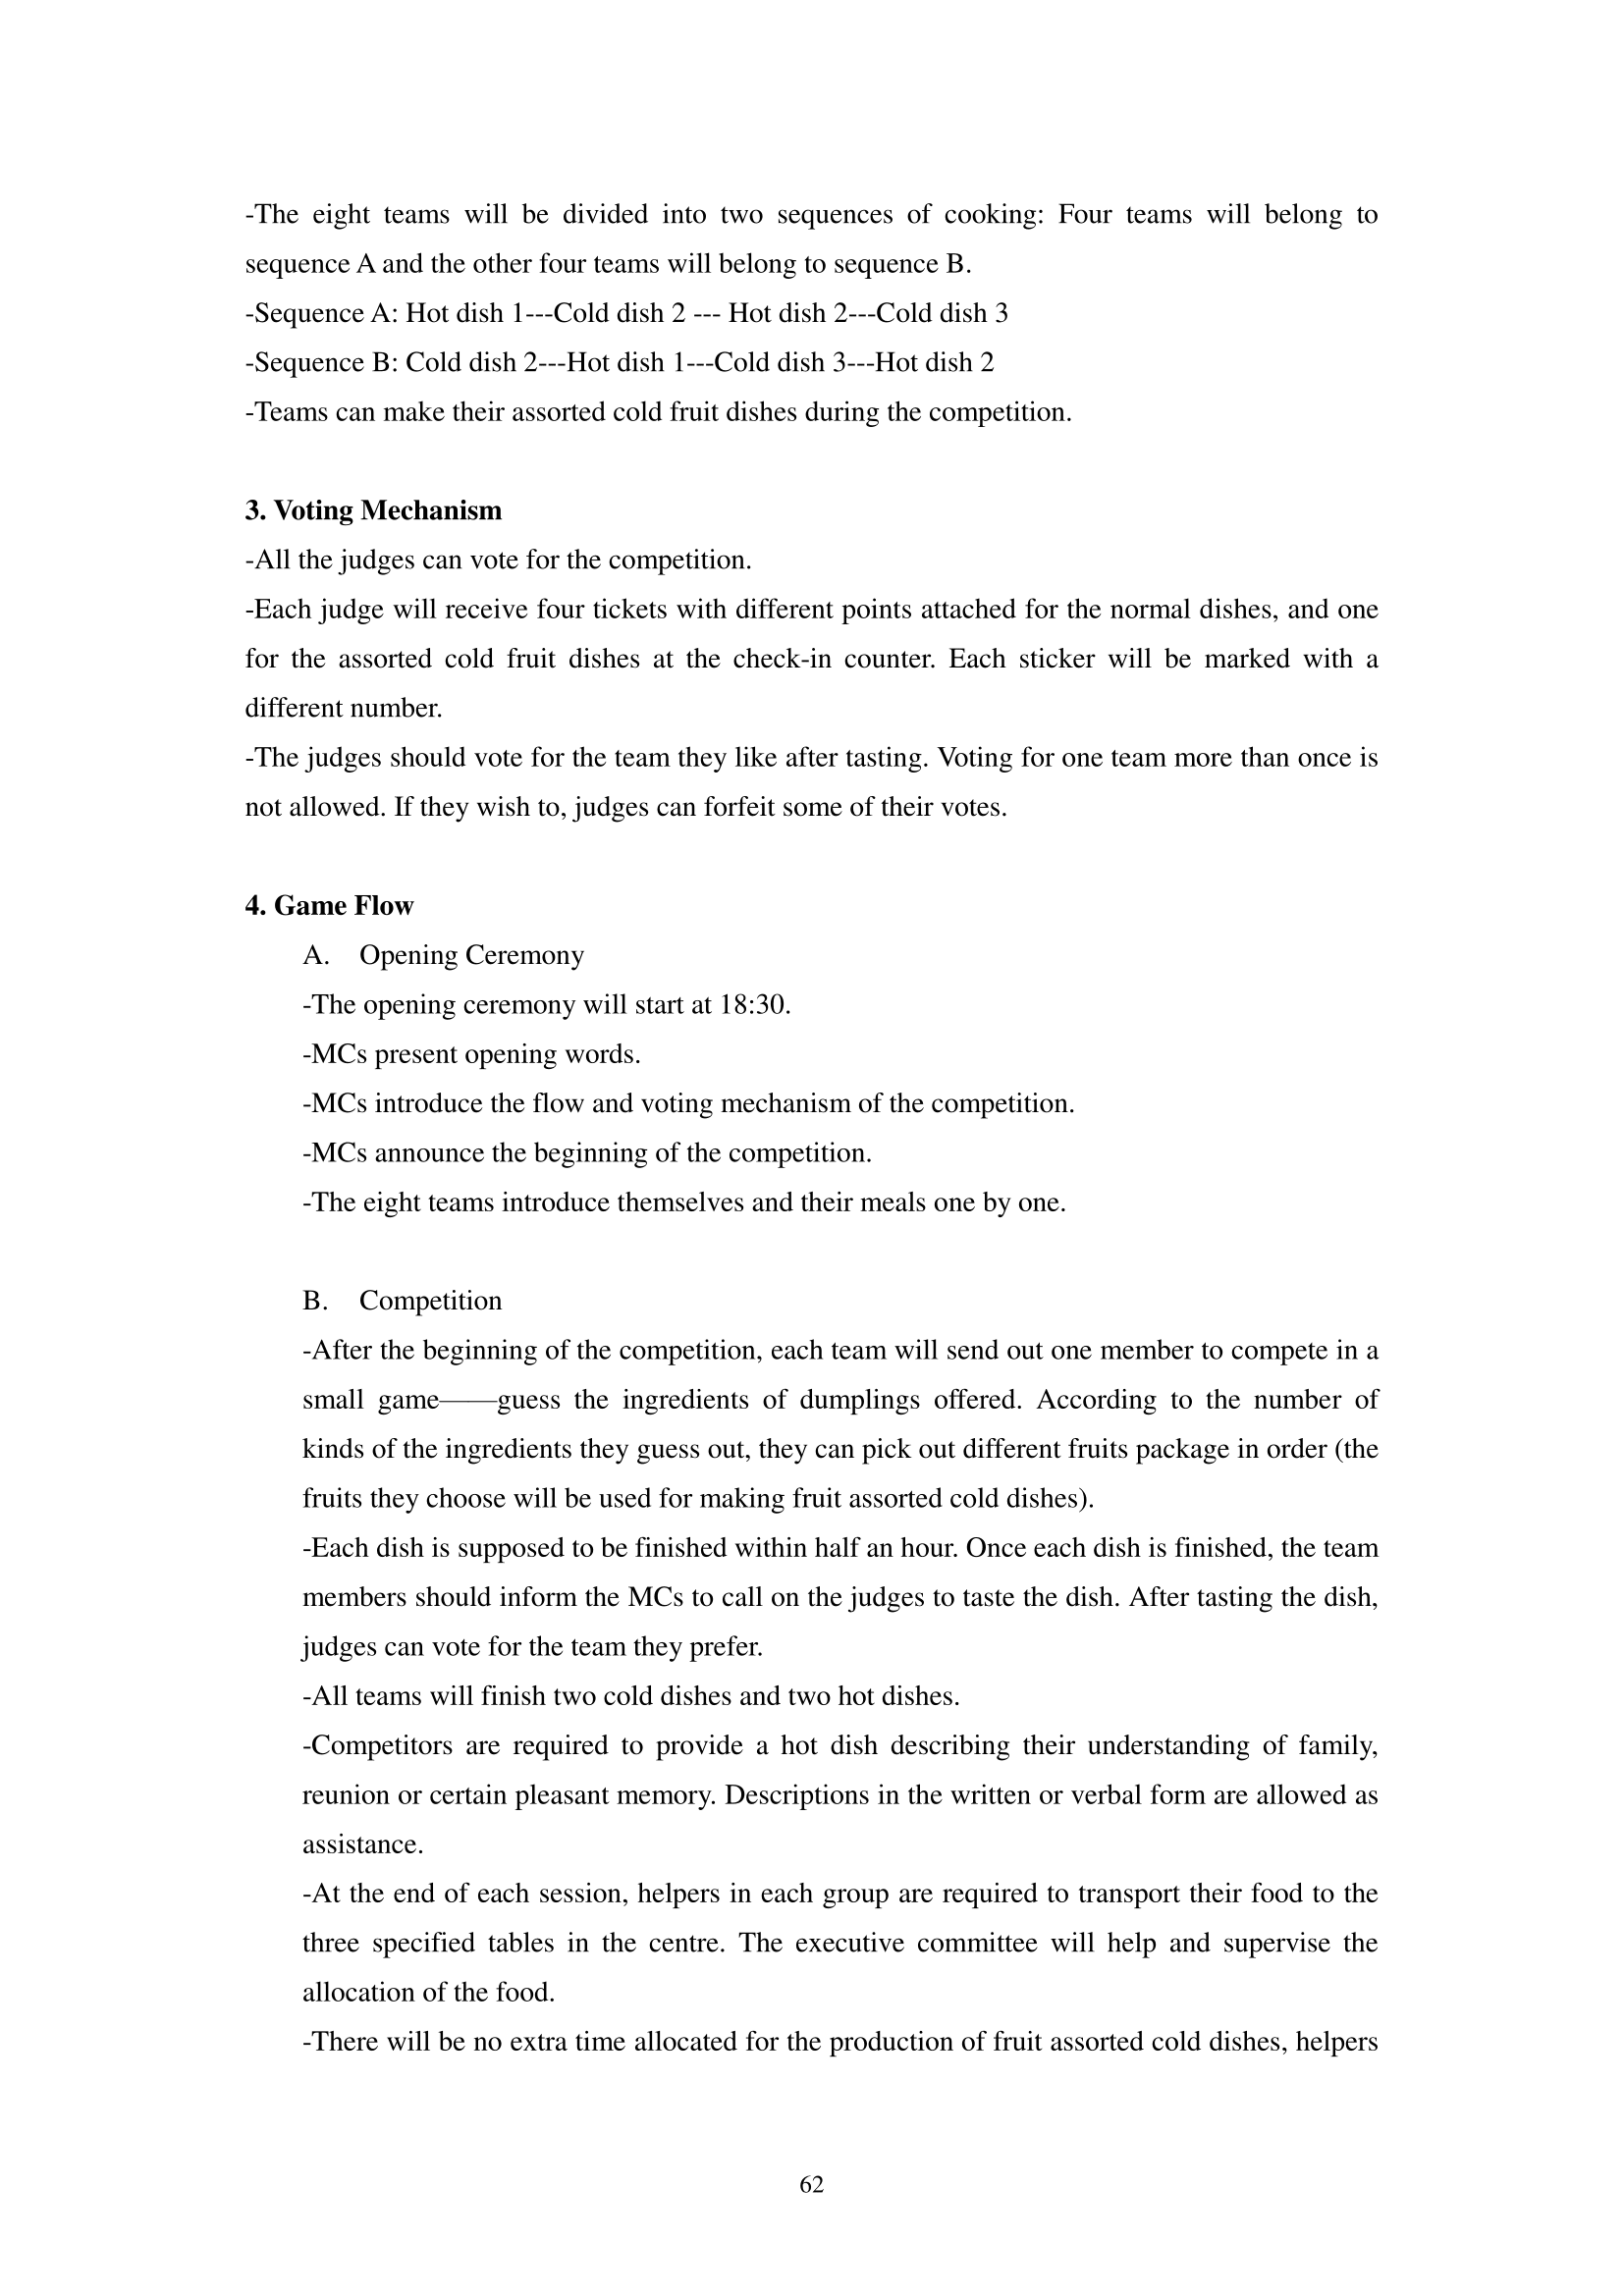 -The eight teams will be divided into two sequences of cooking: Four teams will belong to
sequence A and the other four teams will belong to sequence B.
-Sequence A: Hot dish 1---Cold dish 2 --- Hot dish 2---Cold dish 3
-Sequence B: Cold dish 2---Hot dish 1---Cold dish 3---Hot dish 2
-Teams can make their assorted cold fruit dishes during the competition.
3. Voting Mechanism
-All the judges can vote for the competition.
-Each judge will receive four tickets with different points attached for the normal dishes, and one
for the assorted cold fruit dishes at the check-in counter. Each sticker will be marked with a
different number.
-The judges should vote for the team they like after tasting. Voting for one team more than once is
not allowed. If they wish to, judges can forfeit some of their votes.
4. Game Flow
A. Opening Ceremony
-The opening ceremony will start at 18:30.
-MCs present opening words.
-MCs introduce the flow and voting mechanism of the competition.
-MCs announce the beginning of the competition.
-The eight teams introduce themselves and their meals one by one.
B. Competition
-After the beginning of the competition, each team will send out one member to compete in a
small game——guess the ingredients of dumplings offered. According to the number of
kinds of the ingredients they guess out, they can pick out different fruits package in order (the
fruits they choose will be used for making fruit assorted cold dishes).
-Each dish is supposed to be finished within half an hour. Once each dish is finished, the team
members should inform the MCs to call on the judges to taste the dish. After tasting the dish,
judges can vote for the team they prefer.
-All teams will finish two cold dishes and two hot dishes.
-Competitors are required to provide a hot dish describing their understanding of family,
reunion or certain pleasant memory. Descriptions in the written or verbal form are allowed as
assistance.
-At the end of each session, helpers in each group are required to transport their food to the
three specified tables in the centre. The executive committee will help and supervise the
allocation of the food.
-There will be no extra time allocated for the production of fruit assorted cold dishes, helpers
62